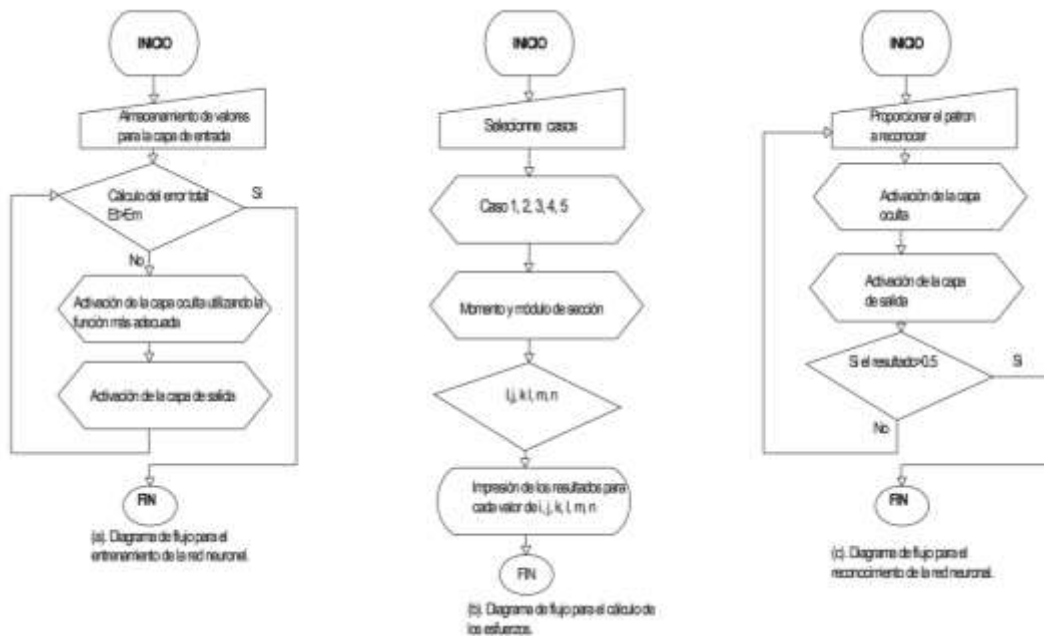 INICIO
Almacenamiento de valores
para la capa de entrada
Cálculo del error total
Et>Em
Si
No
Activación de la capa oculta utilizando la
función más adecuada
Activación de la capa de salida
FIN
(a). Diagrama de flujo para el
entrenamiento de la red neuronel.
INICIO
Selecionne casos
Caso 1, 2, 3, 4, 5
Momento y módulo de sección
I,j, k l, m, n
Impresión de los resultados para
cada valor de i, j, k, l, m, n
FIN
(b). Diagrama de flujo para el cálculo de
los esfuerzos.
INICIO
Proporcionar el patron
a reconocer
Activación de la capa
oculta
Activación de la capa
de salida
Si el resultado>0.5
Si
No
FIN
(c). Diagrama de flujo para el
reconocimiento de la red neuronal.